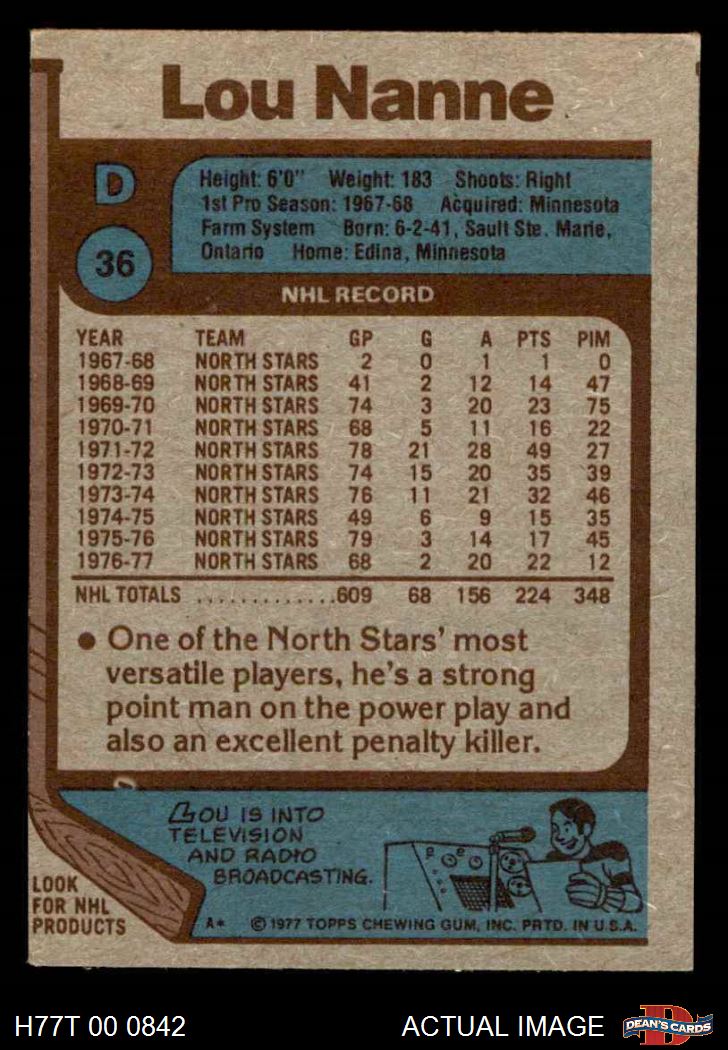 Lou Nanne
D
36
Height: 6'0" Weight: 183 Shoots: Right
1st Pro Season: 1967-68 Acquired: Minnesota
Farm System Born: 6-2-41, Sault Ste. Marie,
Ontario Home: Edina, Minnesota
NHL RECORD
YEAR TEAM GP G A PTS PIM
1967-68 NORTH STARS 2 0 1 1 0
1968-69 NORTH STARS 41 2 12 14 47
1969-70 NORTH STARS 74 3 20 23 75
1970-71 NORTH STARS 68 5 11 16 22
1971-72 NORTH STARS 78 21 28 49 27
1972-73 NORTH STARS 74 15 20 35 39
1973-74 NORTH STARS 76 11 21 32 46
1974-75 NORTH STARS 49 6 9 15 35
1975-76 NORTH STARS 79 3 14 17 45
1976-77 NORTH STARS 68 2 20 22 12
NHL TOTALS .............609 68 156 224 348
● One of the North Stars' most
versatile players, he's a strong
point man on the power play and
also an excellent penalty killer.
LOU IS INTO
TELEVISION
AND RADIO
BROADCASTING.
LOOK
FOR NHL
PRODUCTS
A* © 1977 TOPPS CHEWING GUM, INC. PRTD. IN U.S.A.
H77T 00 0842 ACTUAL IMAGE
D
DEAN'S CARDS